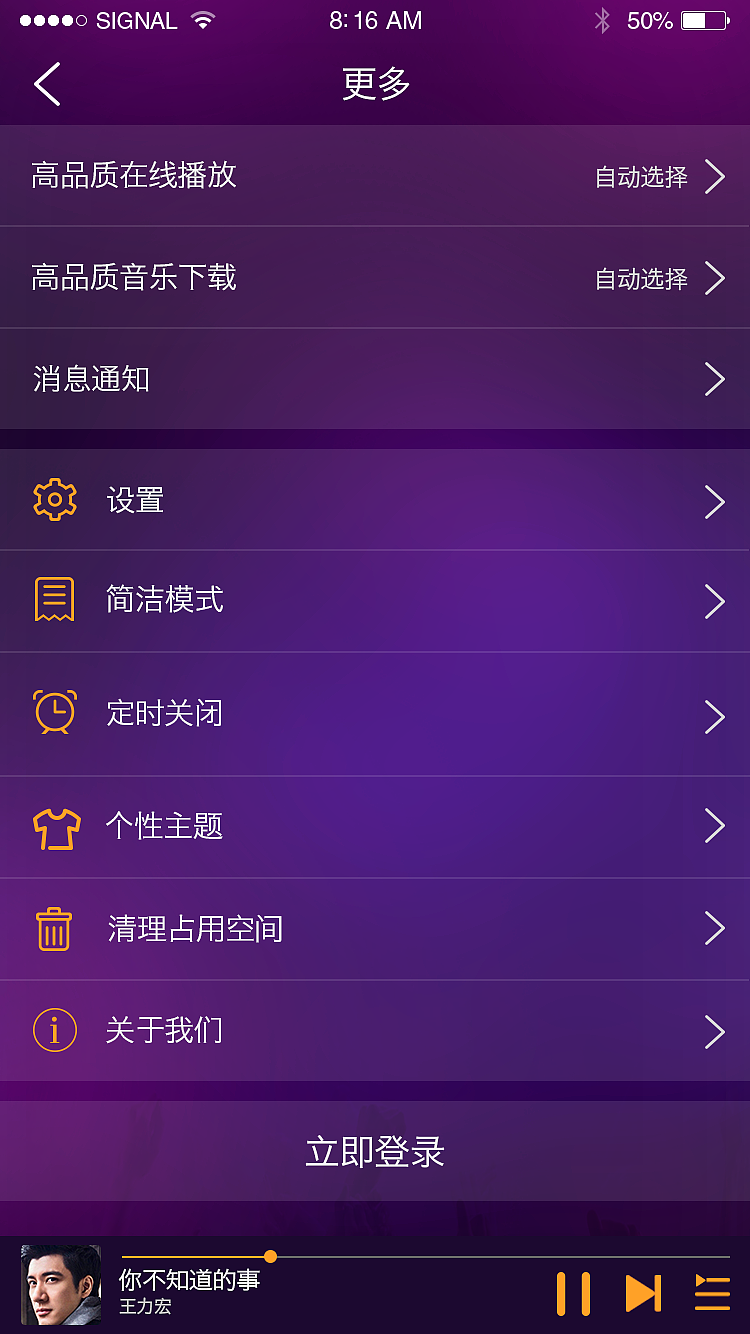 SIGNAL 8:16 AM 50%
更多
高品质在线播放 自动选择
高品质音乐下载 自动选择
消息通知
设置
简洁模式
定时关闭
个性主题
清理占用空间
关于我们
立即登录
你不知道的事
王力宏